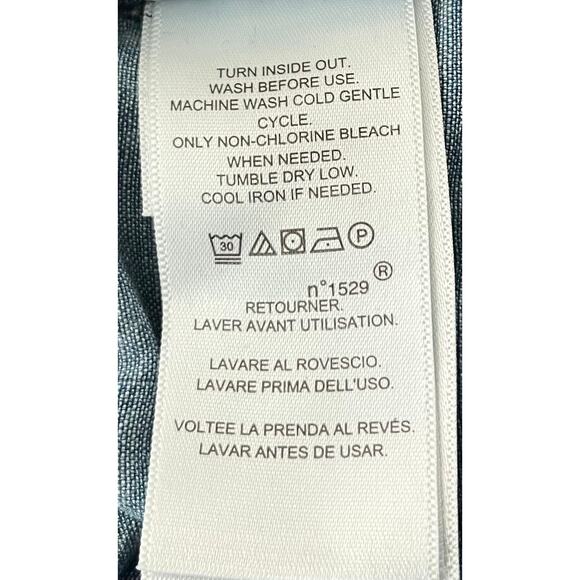 TURN INSIDE OUT.
WASH BEFORE USE.
MACHINE WASH COLD GENTLE
CYCLE.
ONLY NON-CHLORINE BLEACH
WHEN NEEDED.
TUMBLE DRY LOW.
COOL IRON IF NEEDED.
30 P
n°1529 ®
RETOURNER.
LAVER AVANT UTILISATION.
LAVARE AL ROVESCIO.
LAVARE PRIMA DELL'USO.
VOLTEE LA PRENDA AL REVÉS.
LAVAR ANTES DE USAR.